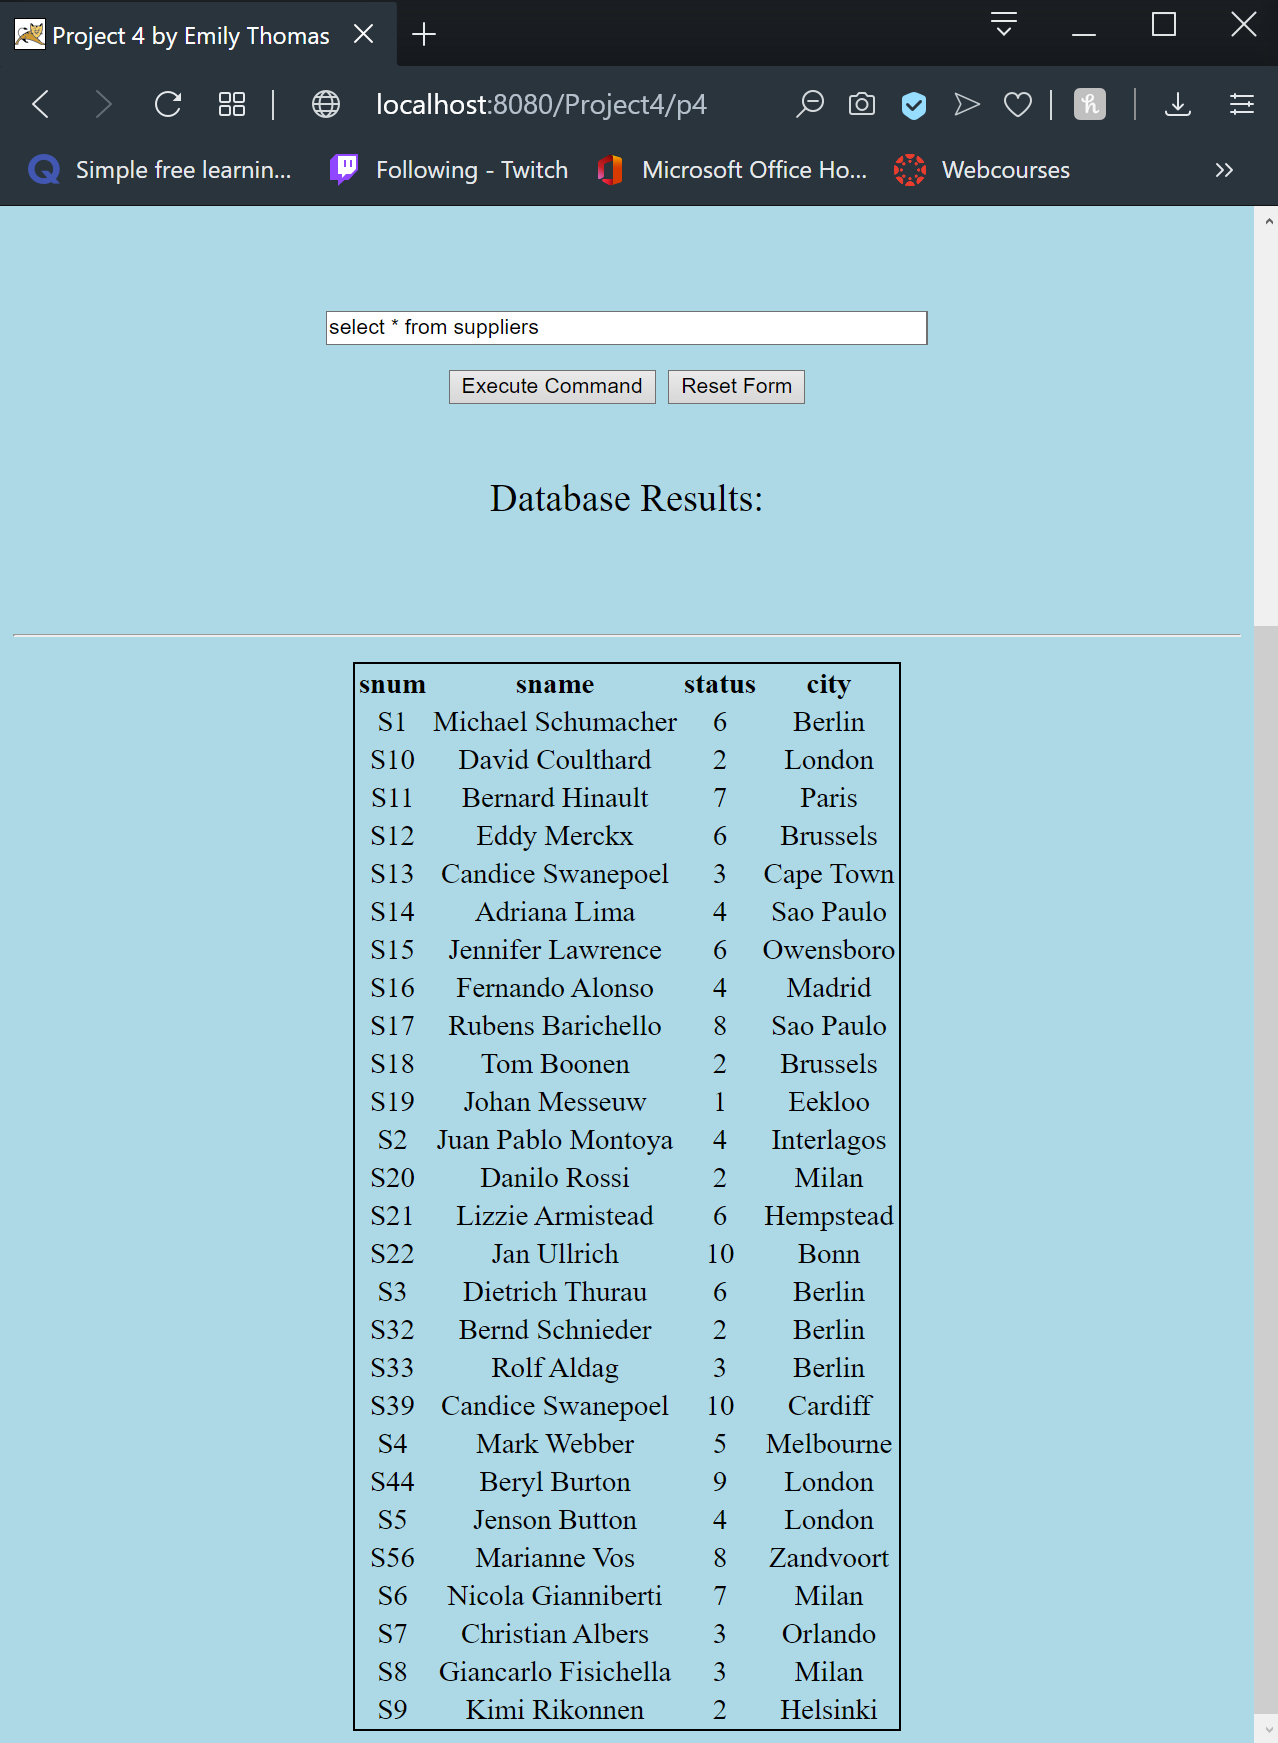 Project 4 by Emily Thomas
localhost:8080/Project4/p4
Simple free learnin... Following - Twitch Microsoft Office Ho... Webcourses
select * from suppliers
Execute Command Reset Form
Database Results:
snum sname status city
S1 Michael Schumacher 6 Berlin
S10 David Coulthard 2 London
S11 Bernard Hinault 7 Paris
S12 Eddy Merckx 6 Brussels
S13 Candice Swanepoel 3 Cape Town
S14 Adriana Lima 4 Sao Paulo
S15 Jennifer Lawrence 6 Owensboro
S16 Fernando Alonso 4 Madrid
S17 Rubens Barichello 8 Sao Paulo
S18 Tom Boonen 2 Brussels
S19 Johan Messeuw 1 Eekloo
S2 Juan Pablo Montoya 4 Interlagos
S20 Danilo Rossi 2 Milan
S21 Lizzie Armistead 6 Hempstead
S22 Jan Ullrich 10 Bonn
S3 Dietrich Thurau 6 Berlin
S32 Bernd Schnieder 2 Berlin
S33 Rolf Aldag 3 Berlin
S39 Candice Swanepoel 10 Cardiff
S4 Mark Webber 5 Melbourne
S44 Beryl Burton 9 London
S5 Jenson Button 4 London
S56 Marianne Vos 8 Zandvoort
S6 Nicola Gianniberti 7 Milan
S7 Christian Albers 3 Orlando
S8 Giancarlo Fisichella 3 Milan
S9 Kimi Rikonnen 2 Helsinki